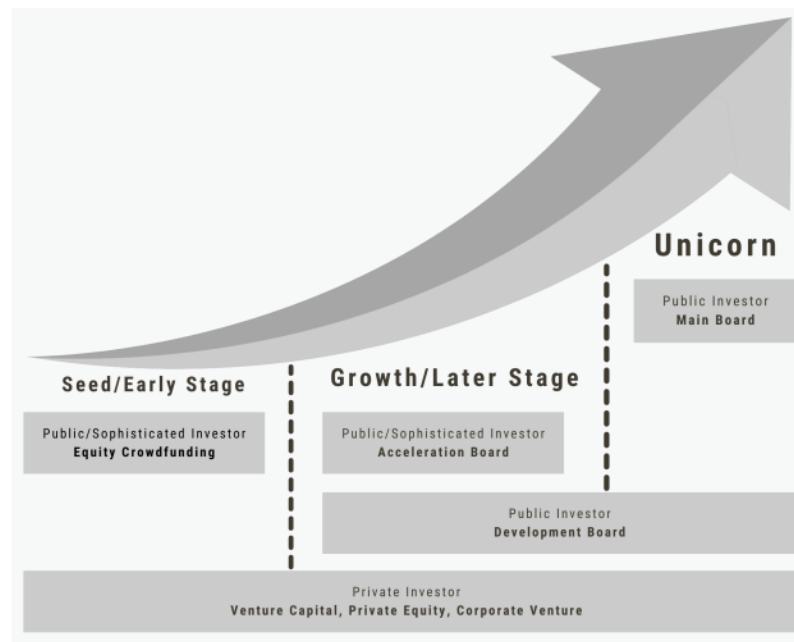 Unicorn
Public Investor
Main Board
Seed/Early Stage
Growth/Later Stage
Public/Sophisticated Investor
Equity Crowdfunding
Public/Sophisticated Investor
Acceleration Board
Public Investor
Development Board
Private Investor
Venture Capital, Private Equity, Corporate Venture